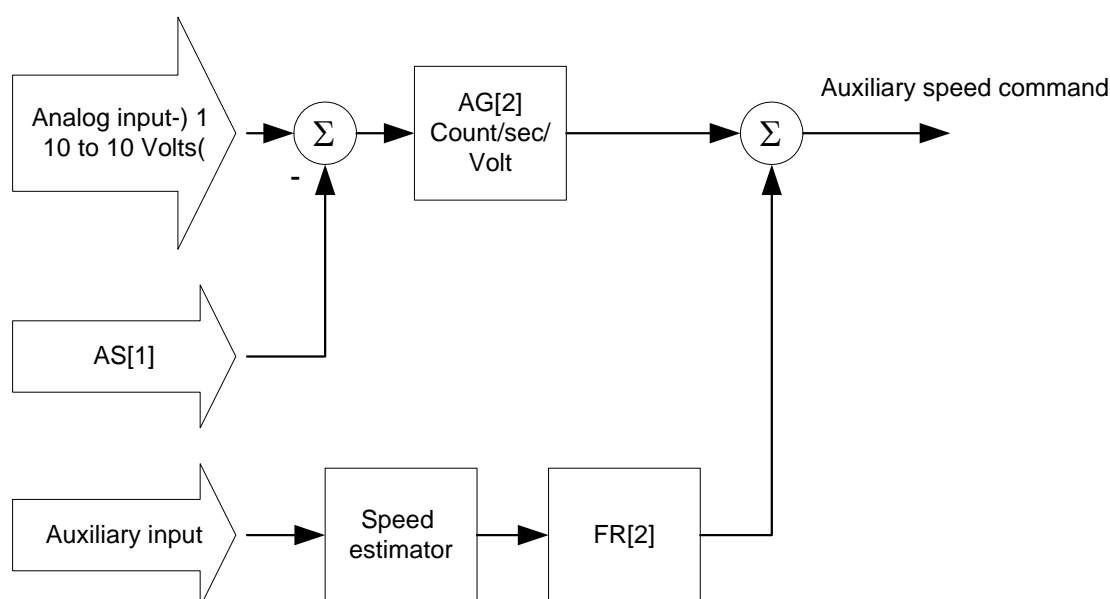 Analog input-) 1
10 to 10 Volts(
Σ
-
AG[2]
Count/sec/
Volt
Σ
Auxiliary speed command
AS[1]
Auxiliary input
Speed
estimator
FR[2]